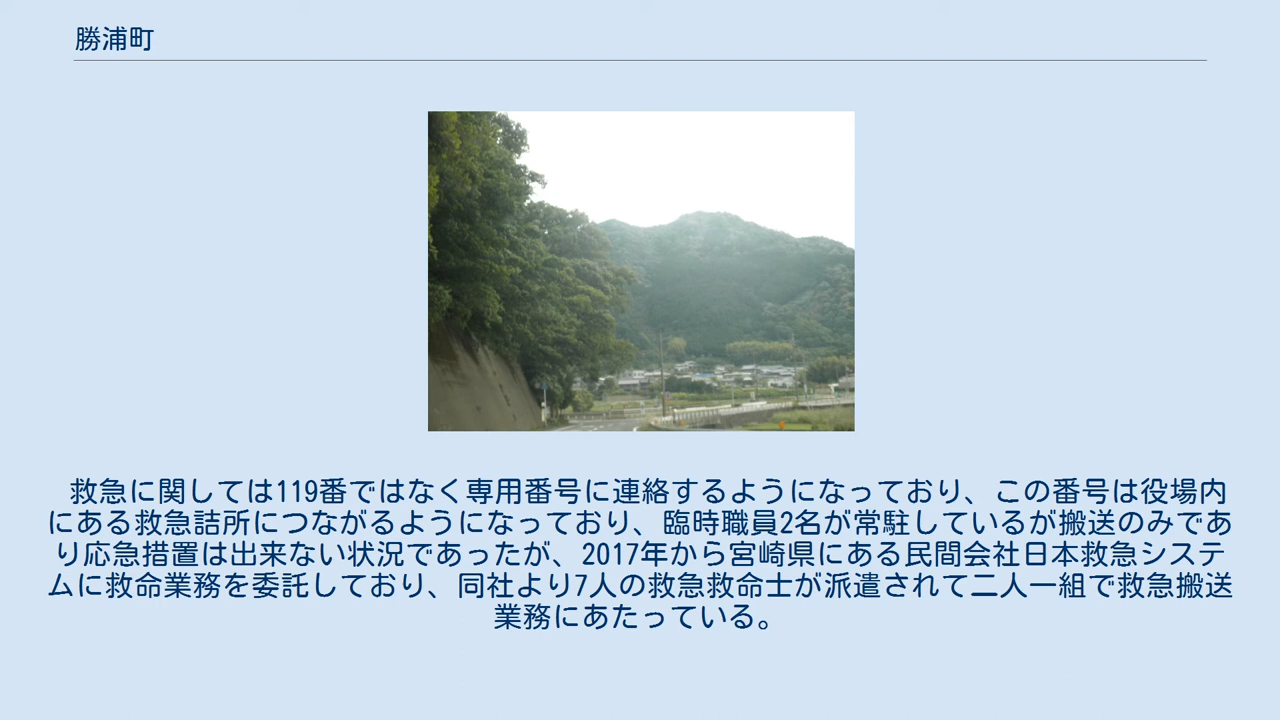 勝浦町
救急に関しては119番ではなく専用番号に連絡するようになっており、この番号は役場内
にある救急詰所につながるようになっており、臨時職員2名が常駐しているが搬送のみであ
り応急措置は出来ない状況であったが、2017年から宮崎県にある民間会社日本救急システ
ムに救命業務を委託しており、同社より7人の救急救命士が派遣されて二人一組で救急搬送
業務にあたっている。